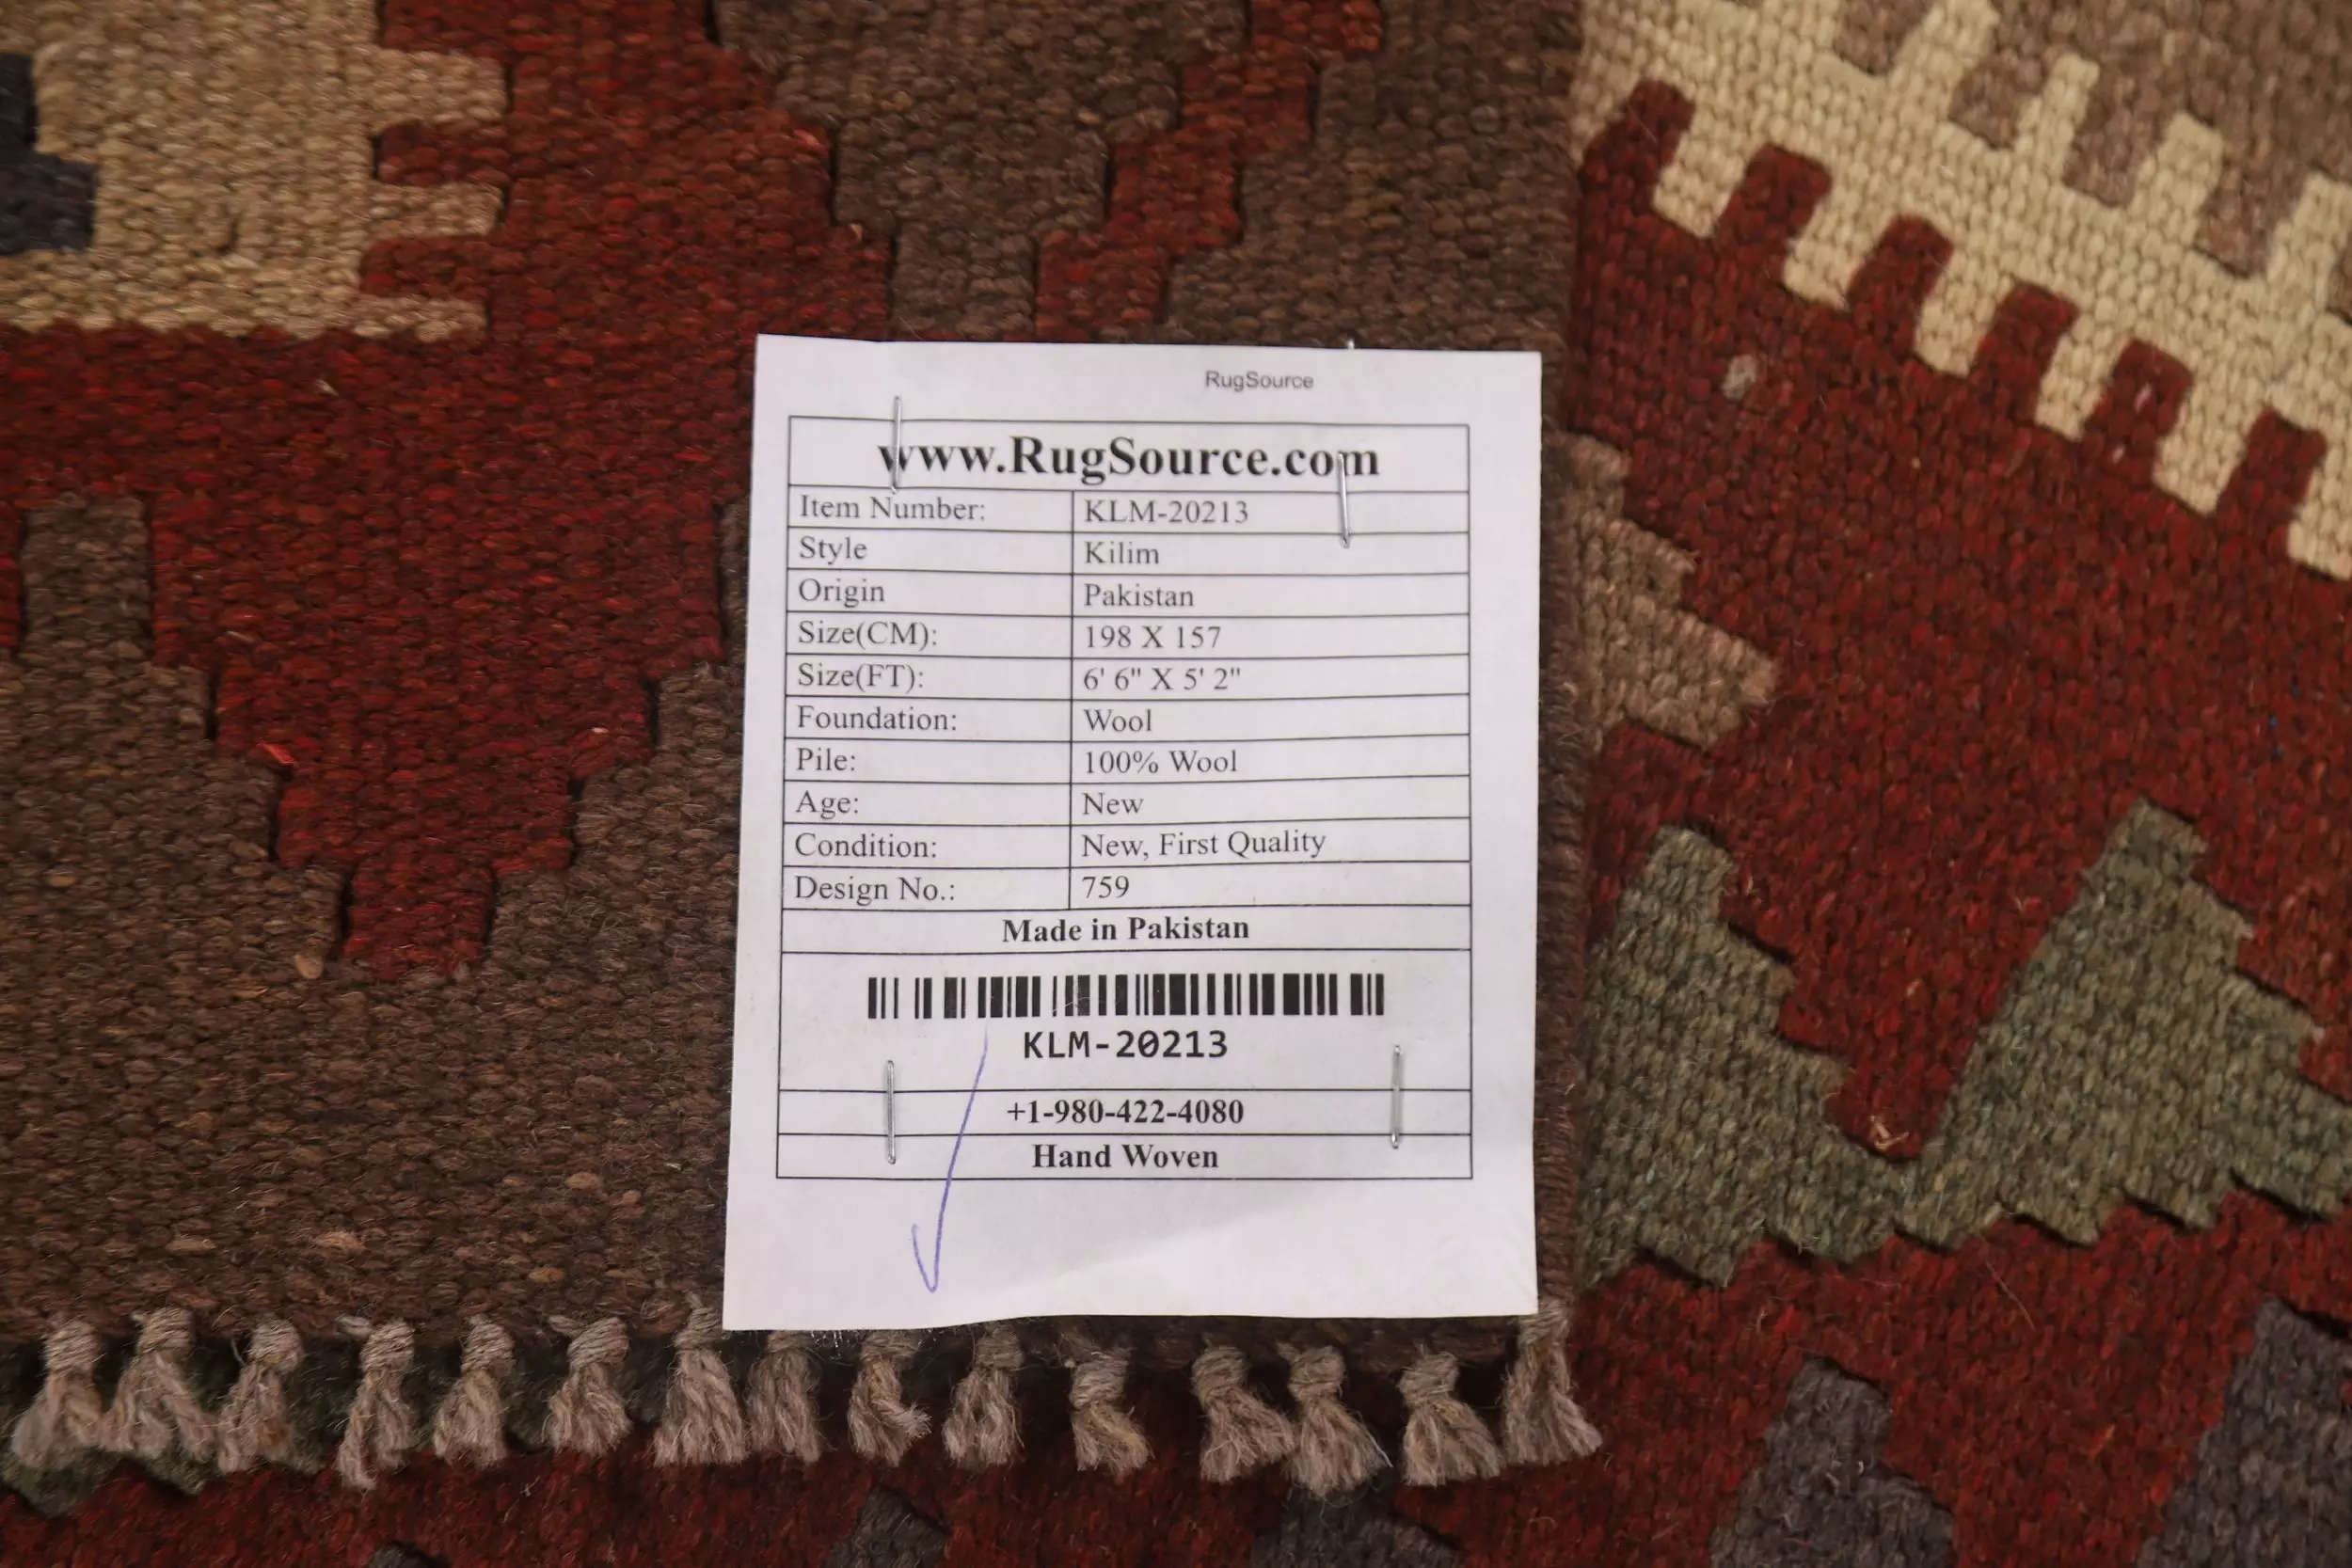 RugSource
www.RugSource.com
Item Number: KLM-20213
Style Kilim
Origin Pakistan
Size(CM): 198 X 157
Size(FT): 6' 6" X 5' 2"
Foundation: Wool
Pile: 100% Wool
Age: New
Condition: New, First Quality
Design No.: 759
Made in Pakistan
KLM-20213
+1-980-422-4080
Hand Woven